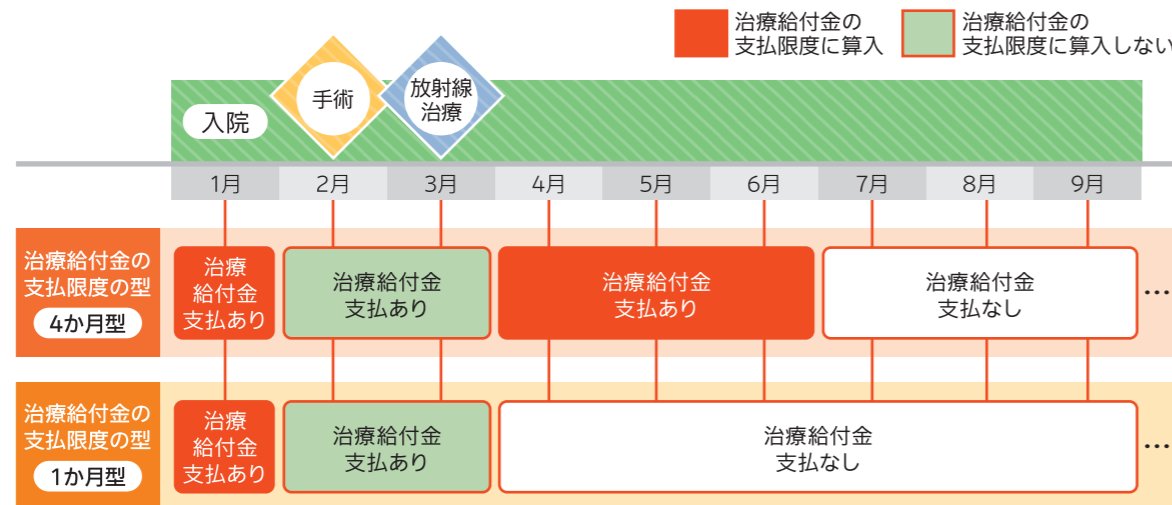 治療給付金の
支払限度に算入
治療給付金の
支払限度に算入しない
手術
放射線
治療
入院
1月
2月
3月
4月
5月
6月
7月
8月
9月
治療給付金の
支払限度の型
4か月型
治療
給付金
支払あり
治療給付金
支払あり
治療給付金
支払あり
治療給付金
支払なし
…
治療給付金の
支払限度の型
1か月型
治療
給付金
支払あり
治療給付金
支払あり
治療給付金
支払なし
…